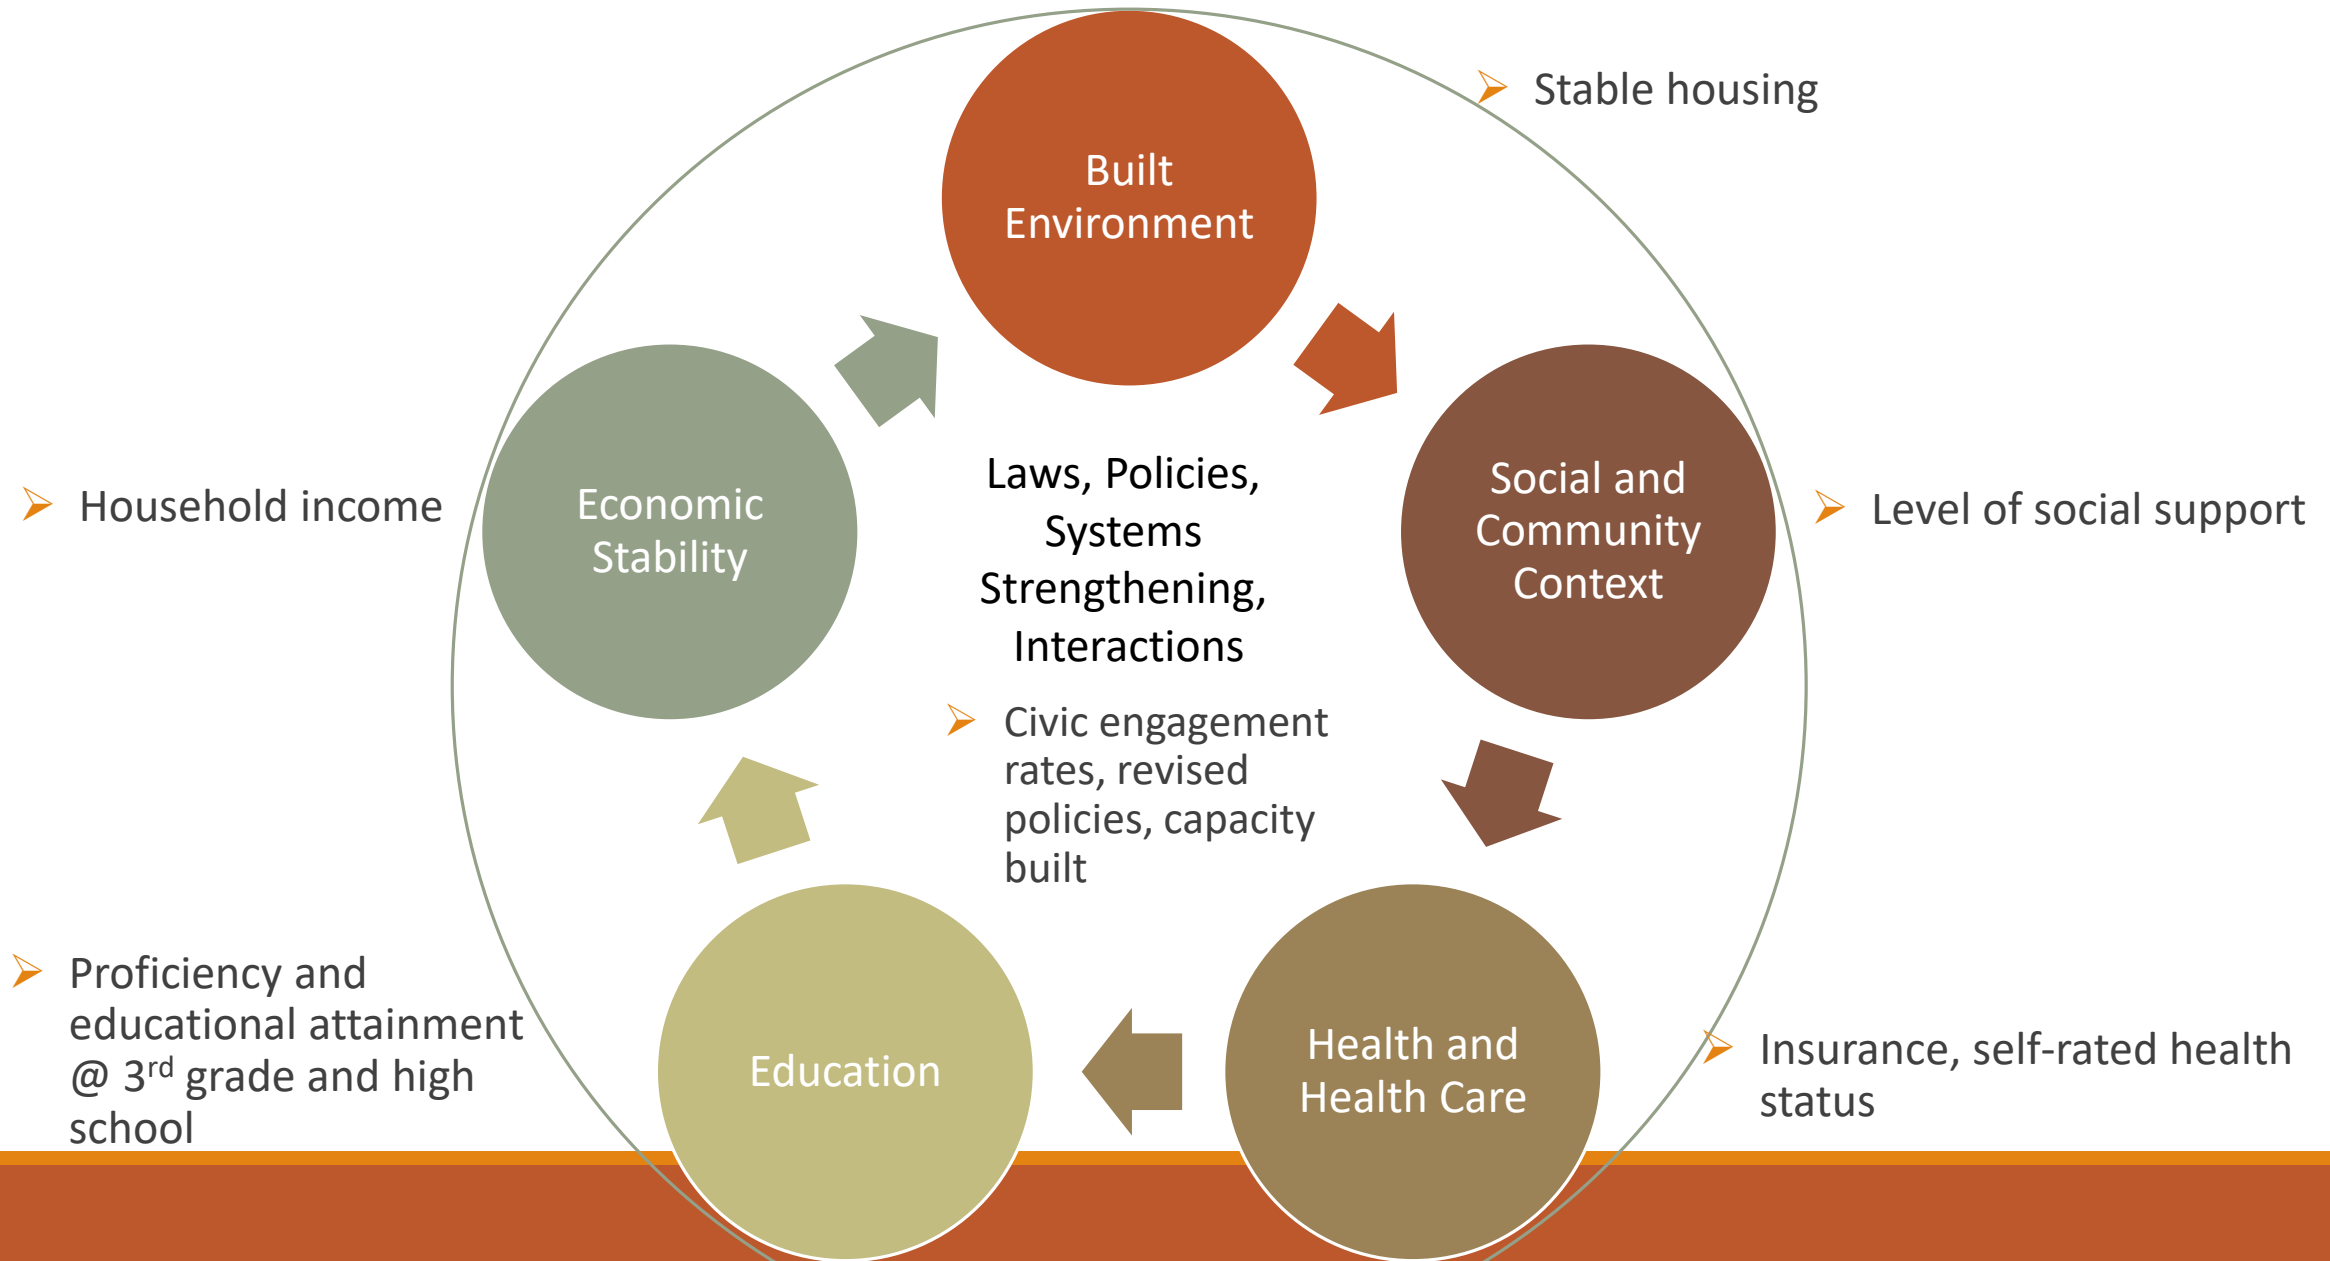 Stable housing
Built
Environment
Household income
Economic
Stability
Laws, Policies,
Systems
Strengthening,
Interactions
Social and
Community
Context
Level of social support
Civic engagement
rates, revised
policies, capacity
built
Proficiency and
educational attainment
@ 3rd grade and high
school
Education
Health and
Health Care
Insurance, self-rated health
status